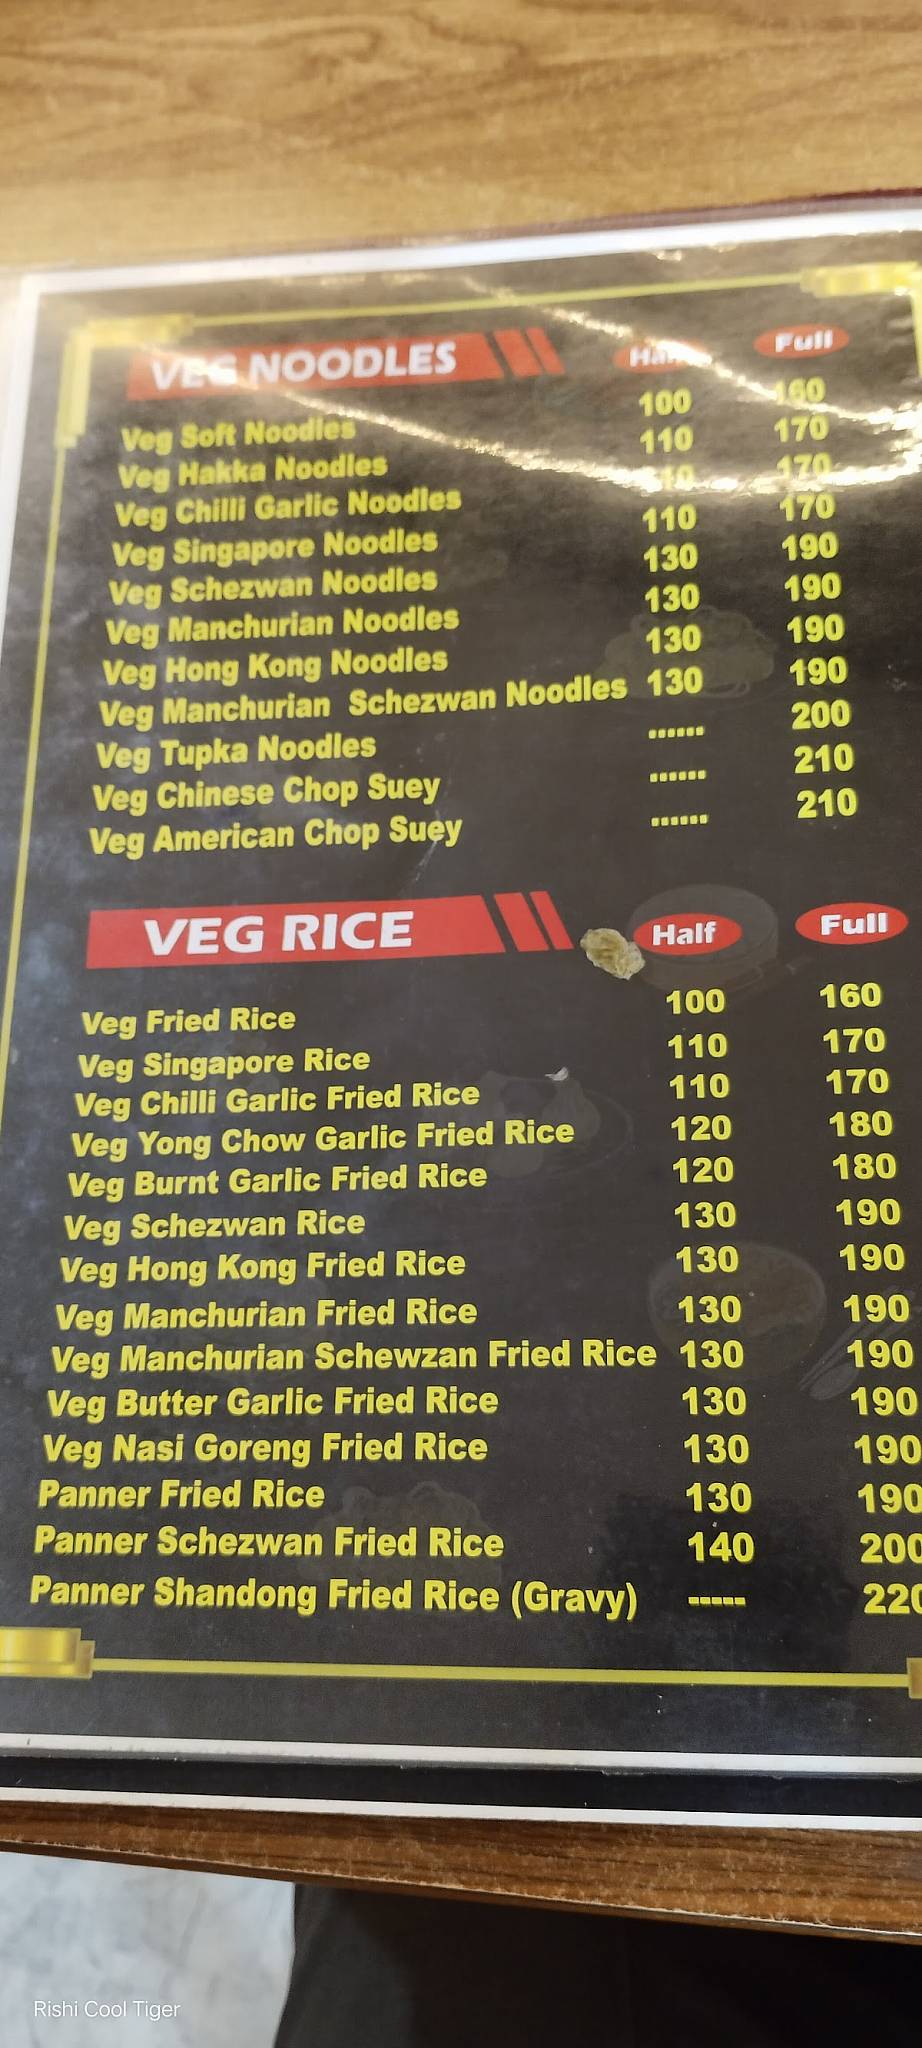 VEG NOODLES Half Full
Veg Soft Noodles 100 160
Veg Hakka Noodles 110 170
Veg Chilli Garlic Noodles 110 170
Veg Singapore Noodles 110 170
Veg Schezwan Noodles 130 190
Veg Manchurian Noodles 130 190
Veg Hong Kong Noodles 130 190
Veg Manchurian Schezwan Noodles 130 190
Veg Tupka Noodles ...... 200
Veg Chinese Chop Suey ...... 210
Veg American Chop Suey ...... 210
VEG RICE Half Full
Veg Fried Rice 100 160
Veg Singapore Rice 110 170
Veg Chilli Garlic Fried Rice 110 170
Veg Yong Chow Garlic Fried Rice 120 180
Veg Burnt Garlic Fried Rice 120 180
Veg Schezwan Rice 130 190
Veg Hong Kong Fried Rice 130 190
Veg Manchurian Fried Rice 130 190
Veg Manchurian Schewzan Fried Rice 130 190
Veg Butter Garlic Fried Rice 130 190
Veg Nasi Goreng Fried Rice 130 190
Panner Fried Rice 130 190
Panner Schezwan Fried Rice 140 200
Panner Shandong Fried Rice (Gravy) ----- 220
Rishi Cool Tiger